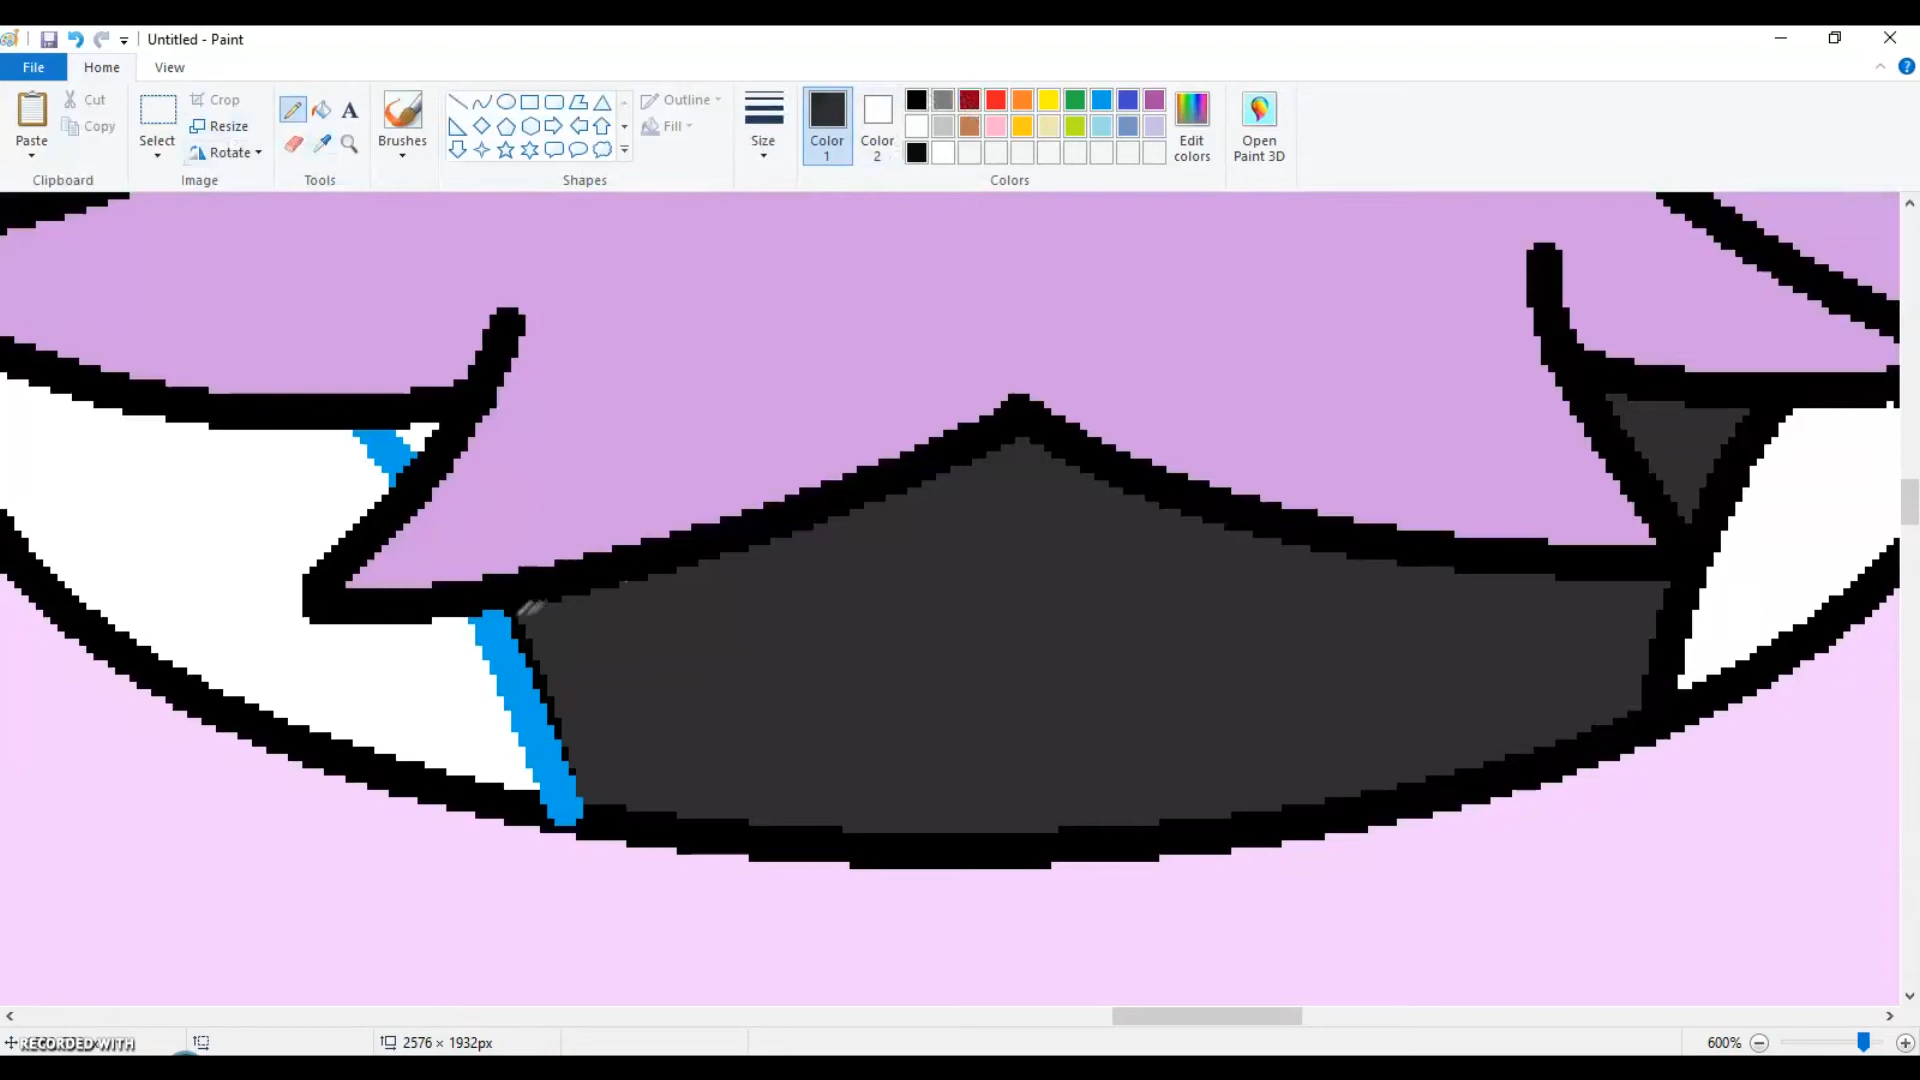 Untitled - Paint
File Home View
Paste
Cut
Copy
Clipboard
Select
Crop
Resize
Rotate
Image
A
Tools
Brushes
Shapes
Outline
Fill
Size
Color 1
Color 2
Edit colors
Colors
Open Paint 3D
?
RECORDED WITH
2576 × 1932px
600%